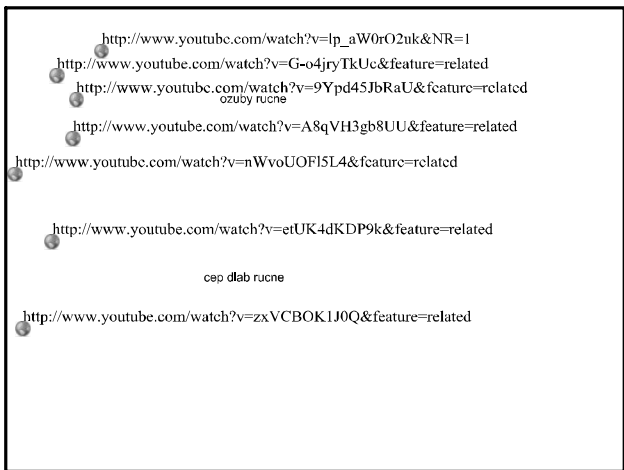 http://www.youtube.com/watch?v=lp_aW0rO2uk&NR=1
http://www.youtube.com/watch?v=G-o4jryTkUc&feature=related
http://www.youtube.com/watch?v=9Ypd45JbRaU&feature=related
ozuby rucne
http://www.youtube.com/watch?v=A8qVH3gb8UU&feature=related
http://www.youtube.com/watch?v=nWvoUOFl5L4&feature=related
http://www.youtube.com/watch?v=etUK4dKDP9k&feature=related
cep dlab rucne
http://www.youtube.com/watch?v=zxVCBOK1J0Q&feature=related